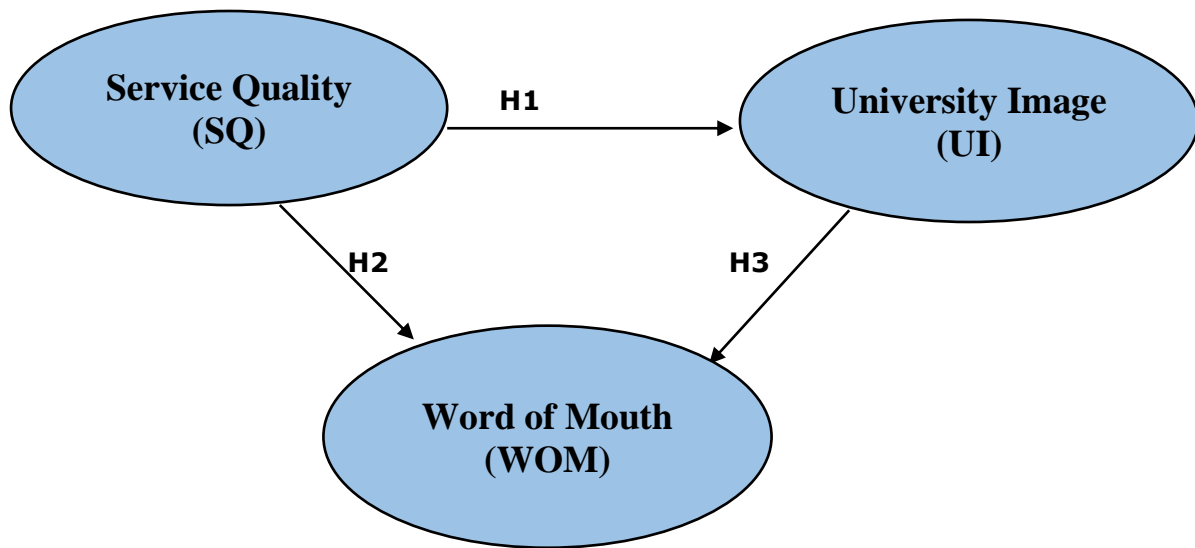 Service Quality
(SQ)
H1
University Image
(UI)
H2
H3
Word of Mouth
(WOM)